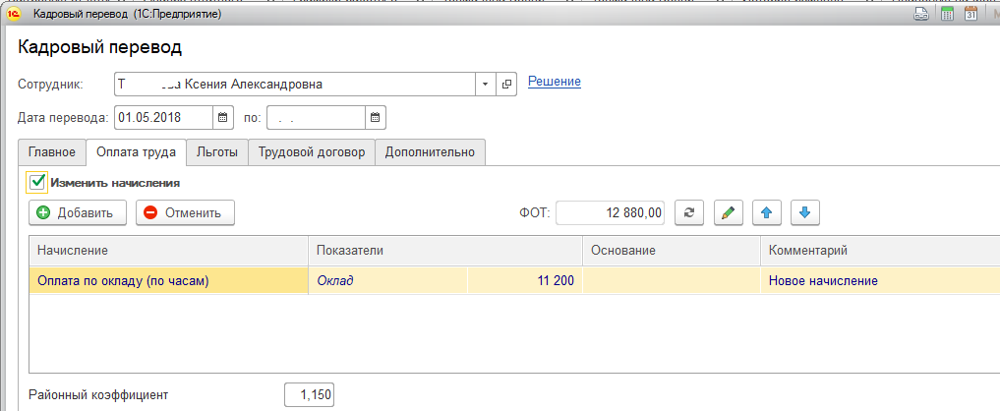 Кадровый перевод (1С:Предприятие)
Кадровый перевод
Сотрудник: Ксения Александровна Решение
Дата перевода: 01.05.2018 по: . .
Главное Оплата труда Льготы Трудовой договор Дополнительно
Изменить начисления
Добавить Отменить ФОТ: 12 880,00
Начисление Показатели Основание Комментарий
Оплата по окладу (по часам) Оклад 11 200 Новое начисление
Районный коэффициент 1,150